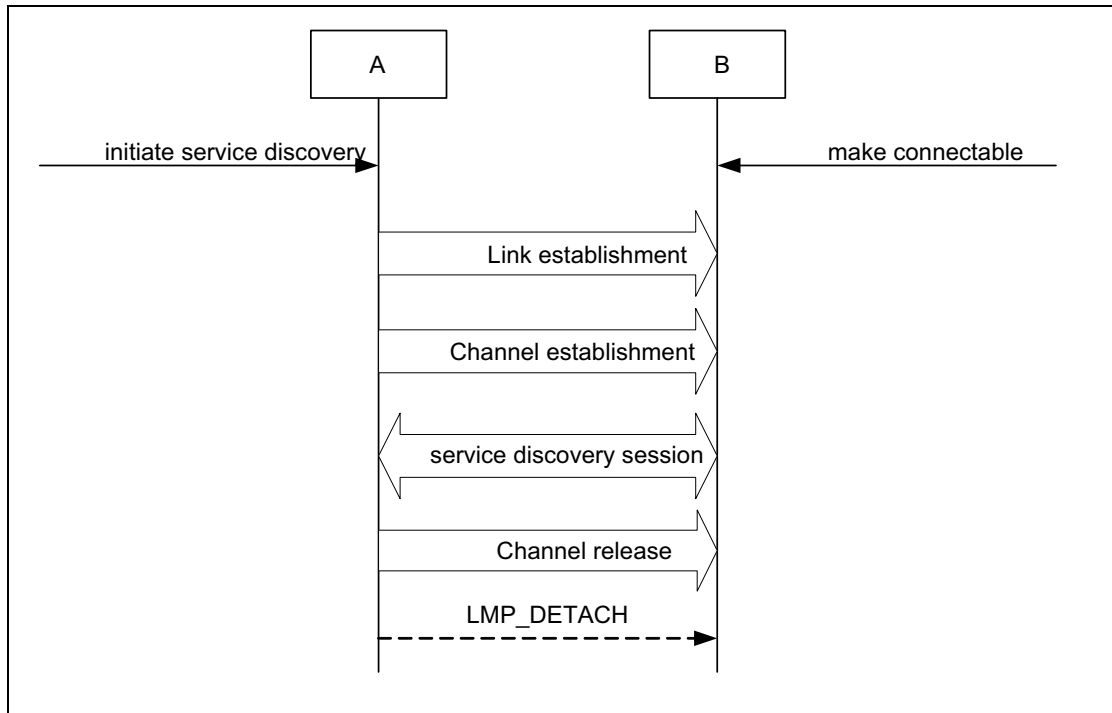 A
B
initiate service discovery
make connectable
Link establishment
Channel establishment
service discovery session
Channel release
LMP_DETACH